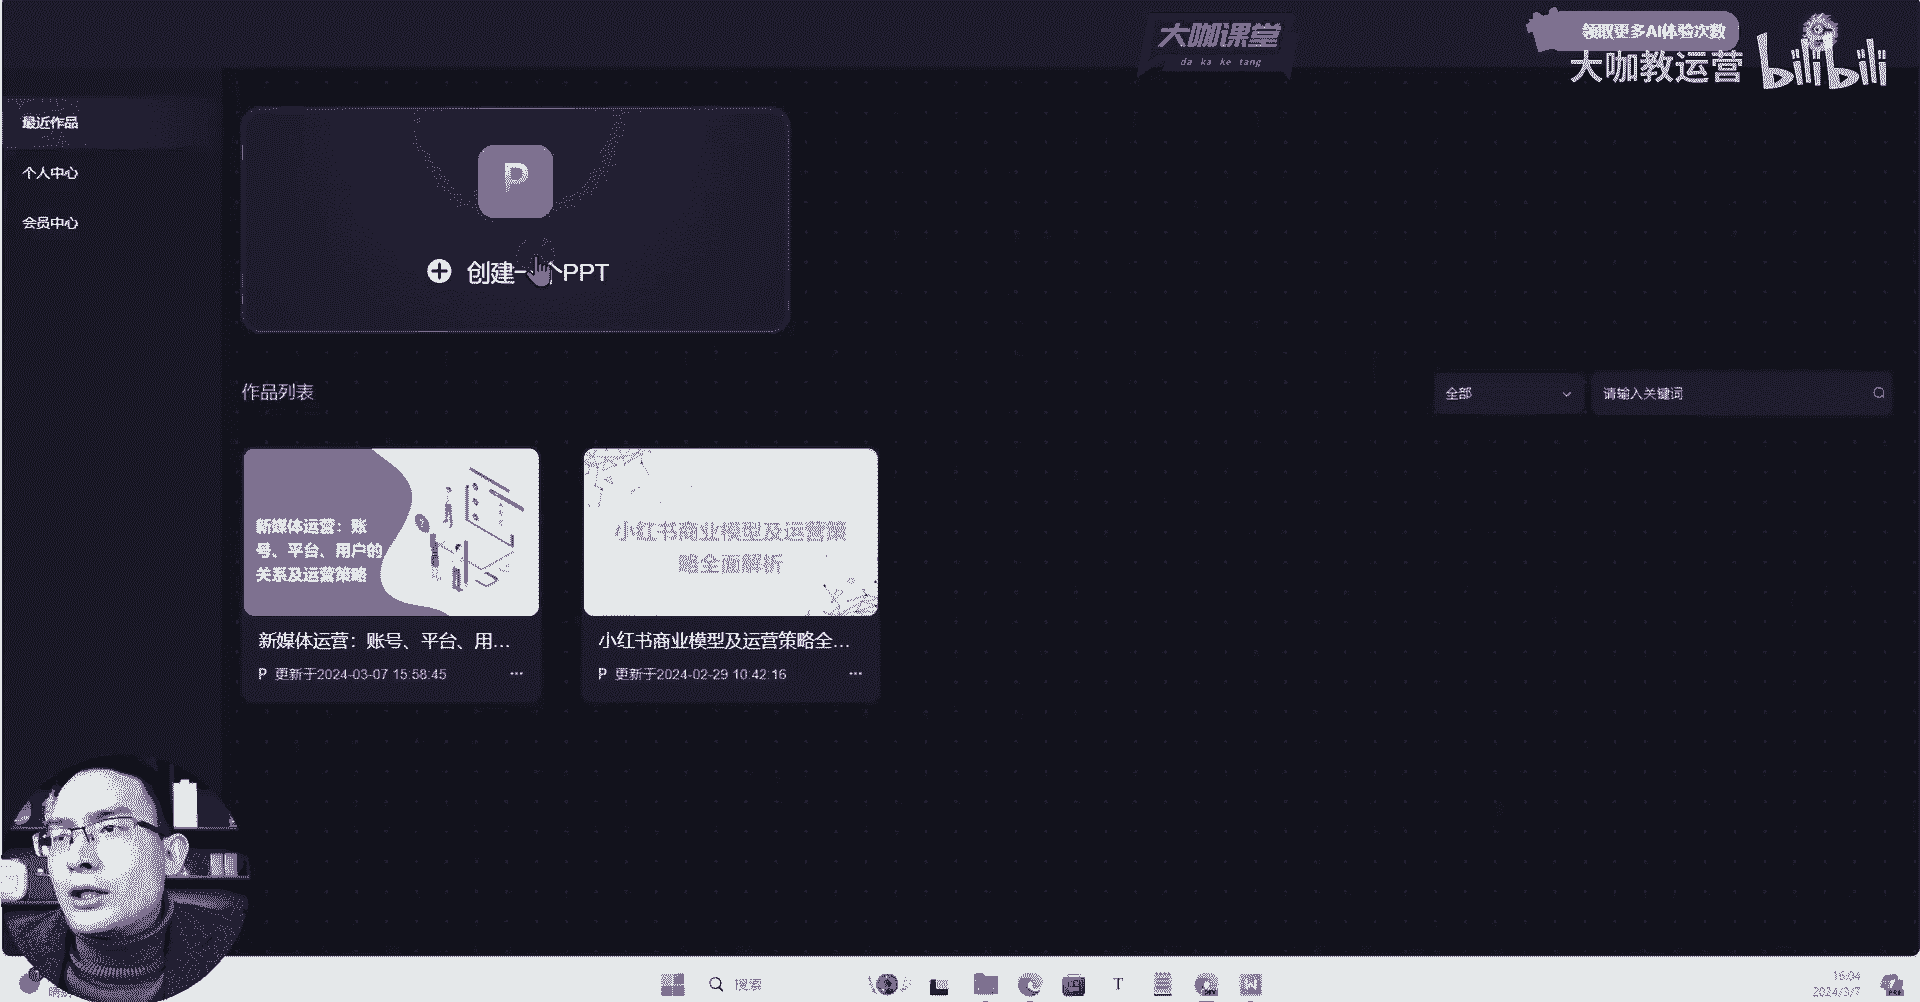 大咖课堂
da ka ke tang
领取更多AI体验次数
大咖教运营
bilibili
最近作品
个人中心
会员中心
P
创建一个PPT
作品列表
全部
请输入关键词
新媒体运营：账
号、平台、用户的
关系及运营策略
小红书商业模型及运营策
略全面解析
新媒体运营：账号、平台、用...
P 更新于2024-03-07 15:58:45
小红书商业模型及运营策略全...
P 更新于2024-02-29 10:42:16
搜索
T
16:04
2024/3/7